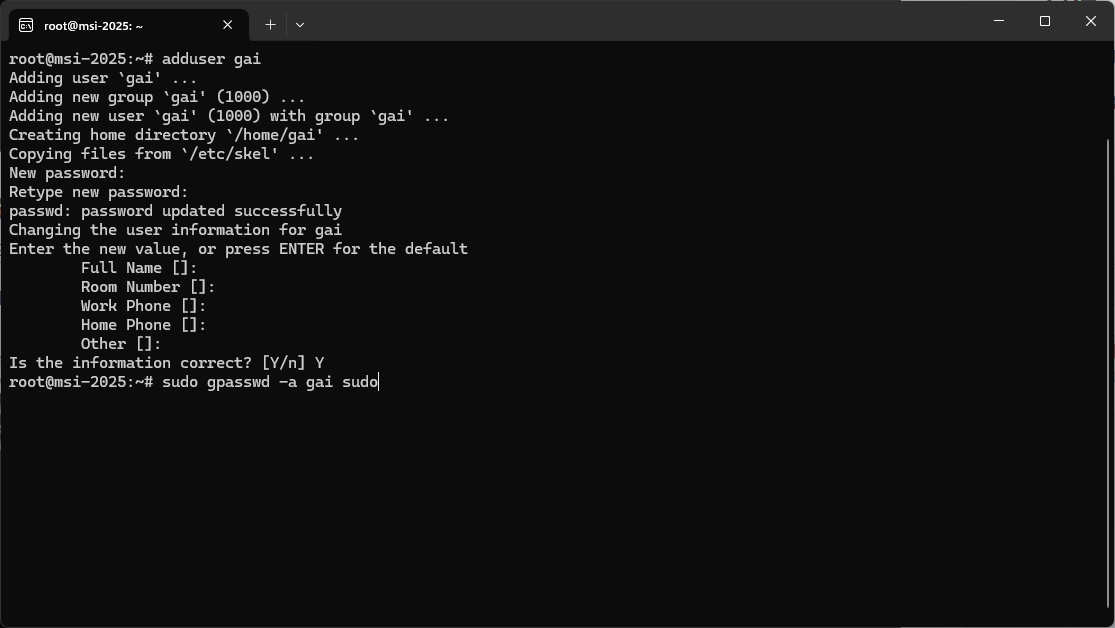 root@msi-2025: ~
root@msi-2025:~# adduser gai
Adding user `gai' ...
Adding new group `gai' (1000) ...
Adding new user `gai' (1000) with group `gai' ...
Creating home directory `/home/gai' ...
Copying files from `/etc/skel' ...
New password:
Retype new password:
passwd: password updated successfully
Changing the user information for gai
Enter the new value, or press ENTER for the default
        Full Name []:
        Room Number []:
        Work Phone []:
        Home Phone []:
        Other []:
Is the information correct? [Y/n] Y
root@msi-2025:~# sudo gpasswd -a gai sudo